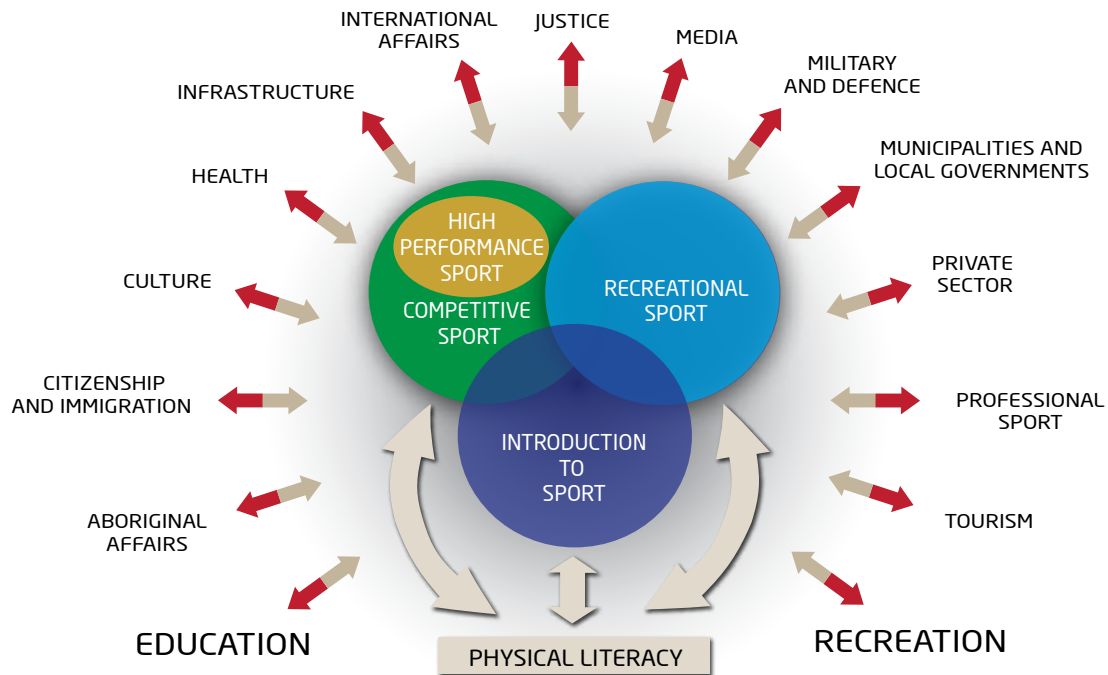 INTERNATIONAL
AFFAIRS
JUSTICE
MEDIA
MILITARY
AND DEFENCE
INFRASTRUCTURE
MUNICIPALITIES AND
LOCAL GOVERNMENTS
HEALTH
HIGH
PERFORMANCE
SPORT
COMPETITIVE
SPORT
RECREATIONAL
SPORT
CULTURE
PRIVATE
SECTOR
CITIZENSHIP
AND IMMIGRATION
PROFESSIONAL
SPORT
INTRODUCTION
TO
SPORT
ABORIGINAL
AFFAIRS
TOURISM
EDUCATION
PHYSICAL LITERACY
RECREATION